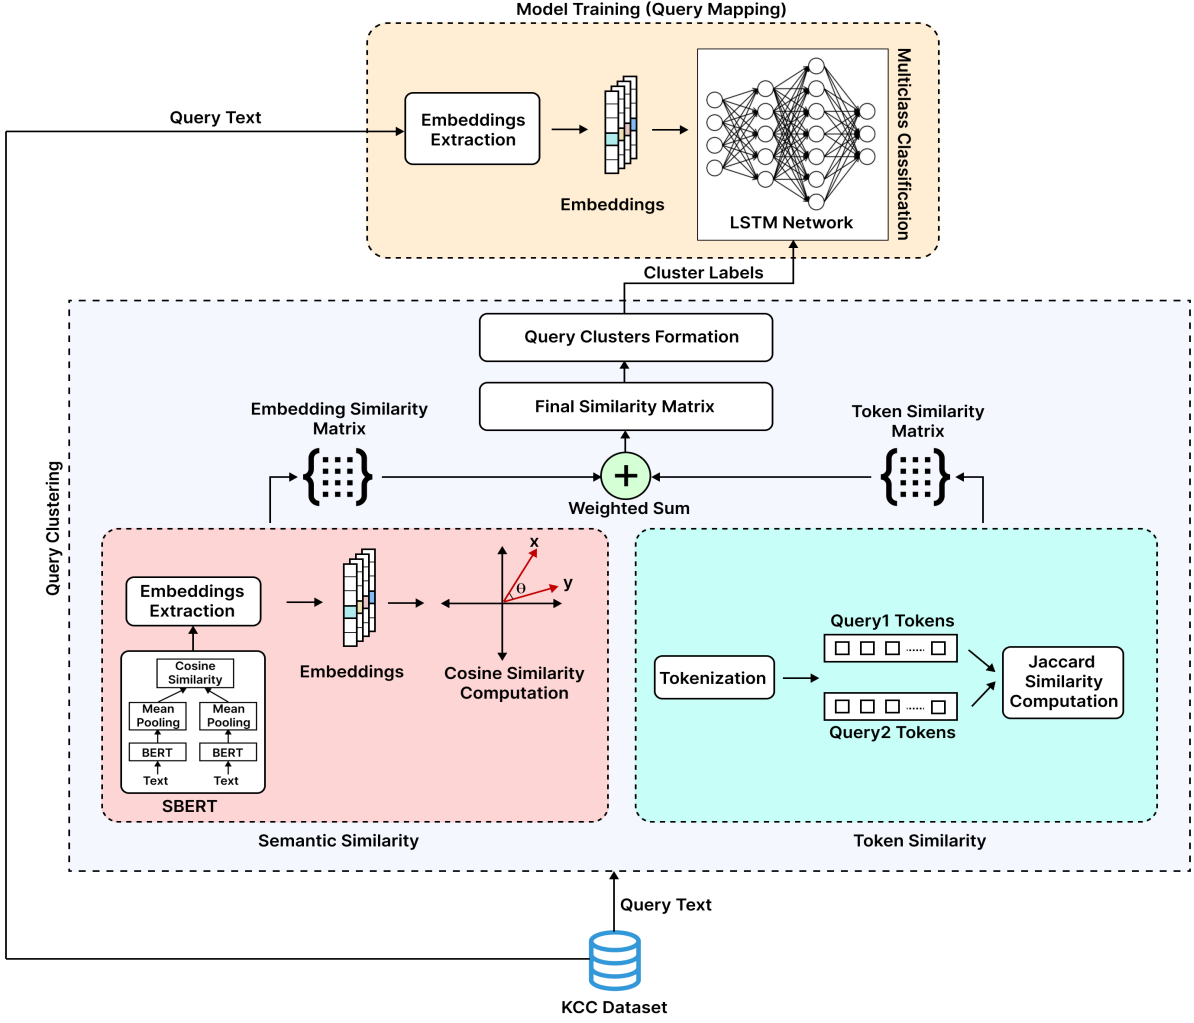 Model Training (Query Mapping)
Query Text
Embeddings
Extraction
Embeddings
LSTM Network
Multiclass Classification
Cluster Labels
Query Clusters Formation
Final Similarity Matrix
Embedding Similarity
Matrix
Token Similarity
Matrix
Weighted Sum
Query Clustering
Embeddings
Extraction
Cosine
Similarity
Mean
Pooling
Mean
Pooling
BERT
BERT
Text
Text
SBERT
Embeddings
x
y
θ
Cosine Similarity
Computation
Semantic Similarity
Tokenization
Query1 Tokens
Query2 Tokens
Jaccard
Similarity
Computation
Token Similarity
Query Text
KCC Dataset